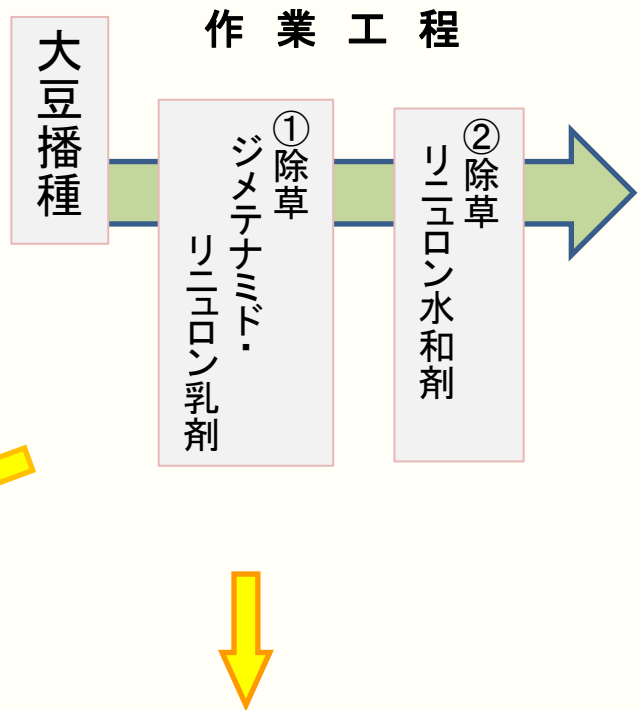 作業工程
大豆播種
①除草
ジメテナミド・
リニュロン乳剤
②除草
リニュロン水和剤